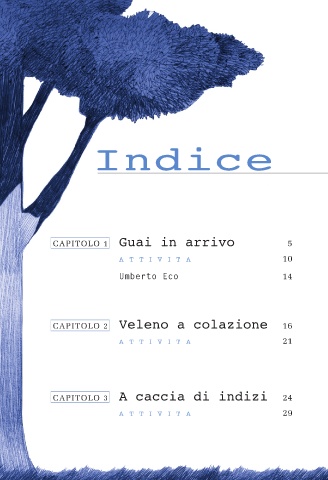 Indice
CAPITOLO 1 Guai in arrivo 5
ATTIVITÀ 10
Umberto Eco 14
CAPITOLO 2 Veleno a colazione 16
ATTIVITÀ 21
CAPITOLO 3 A caccia di indizi 24
ATTIVITÀ 29